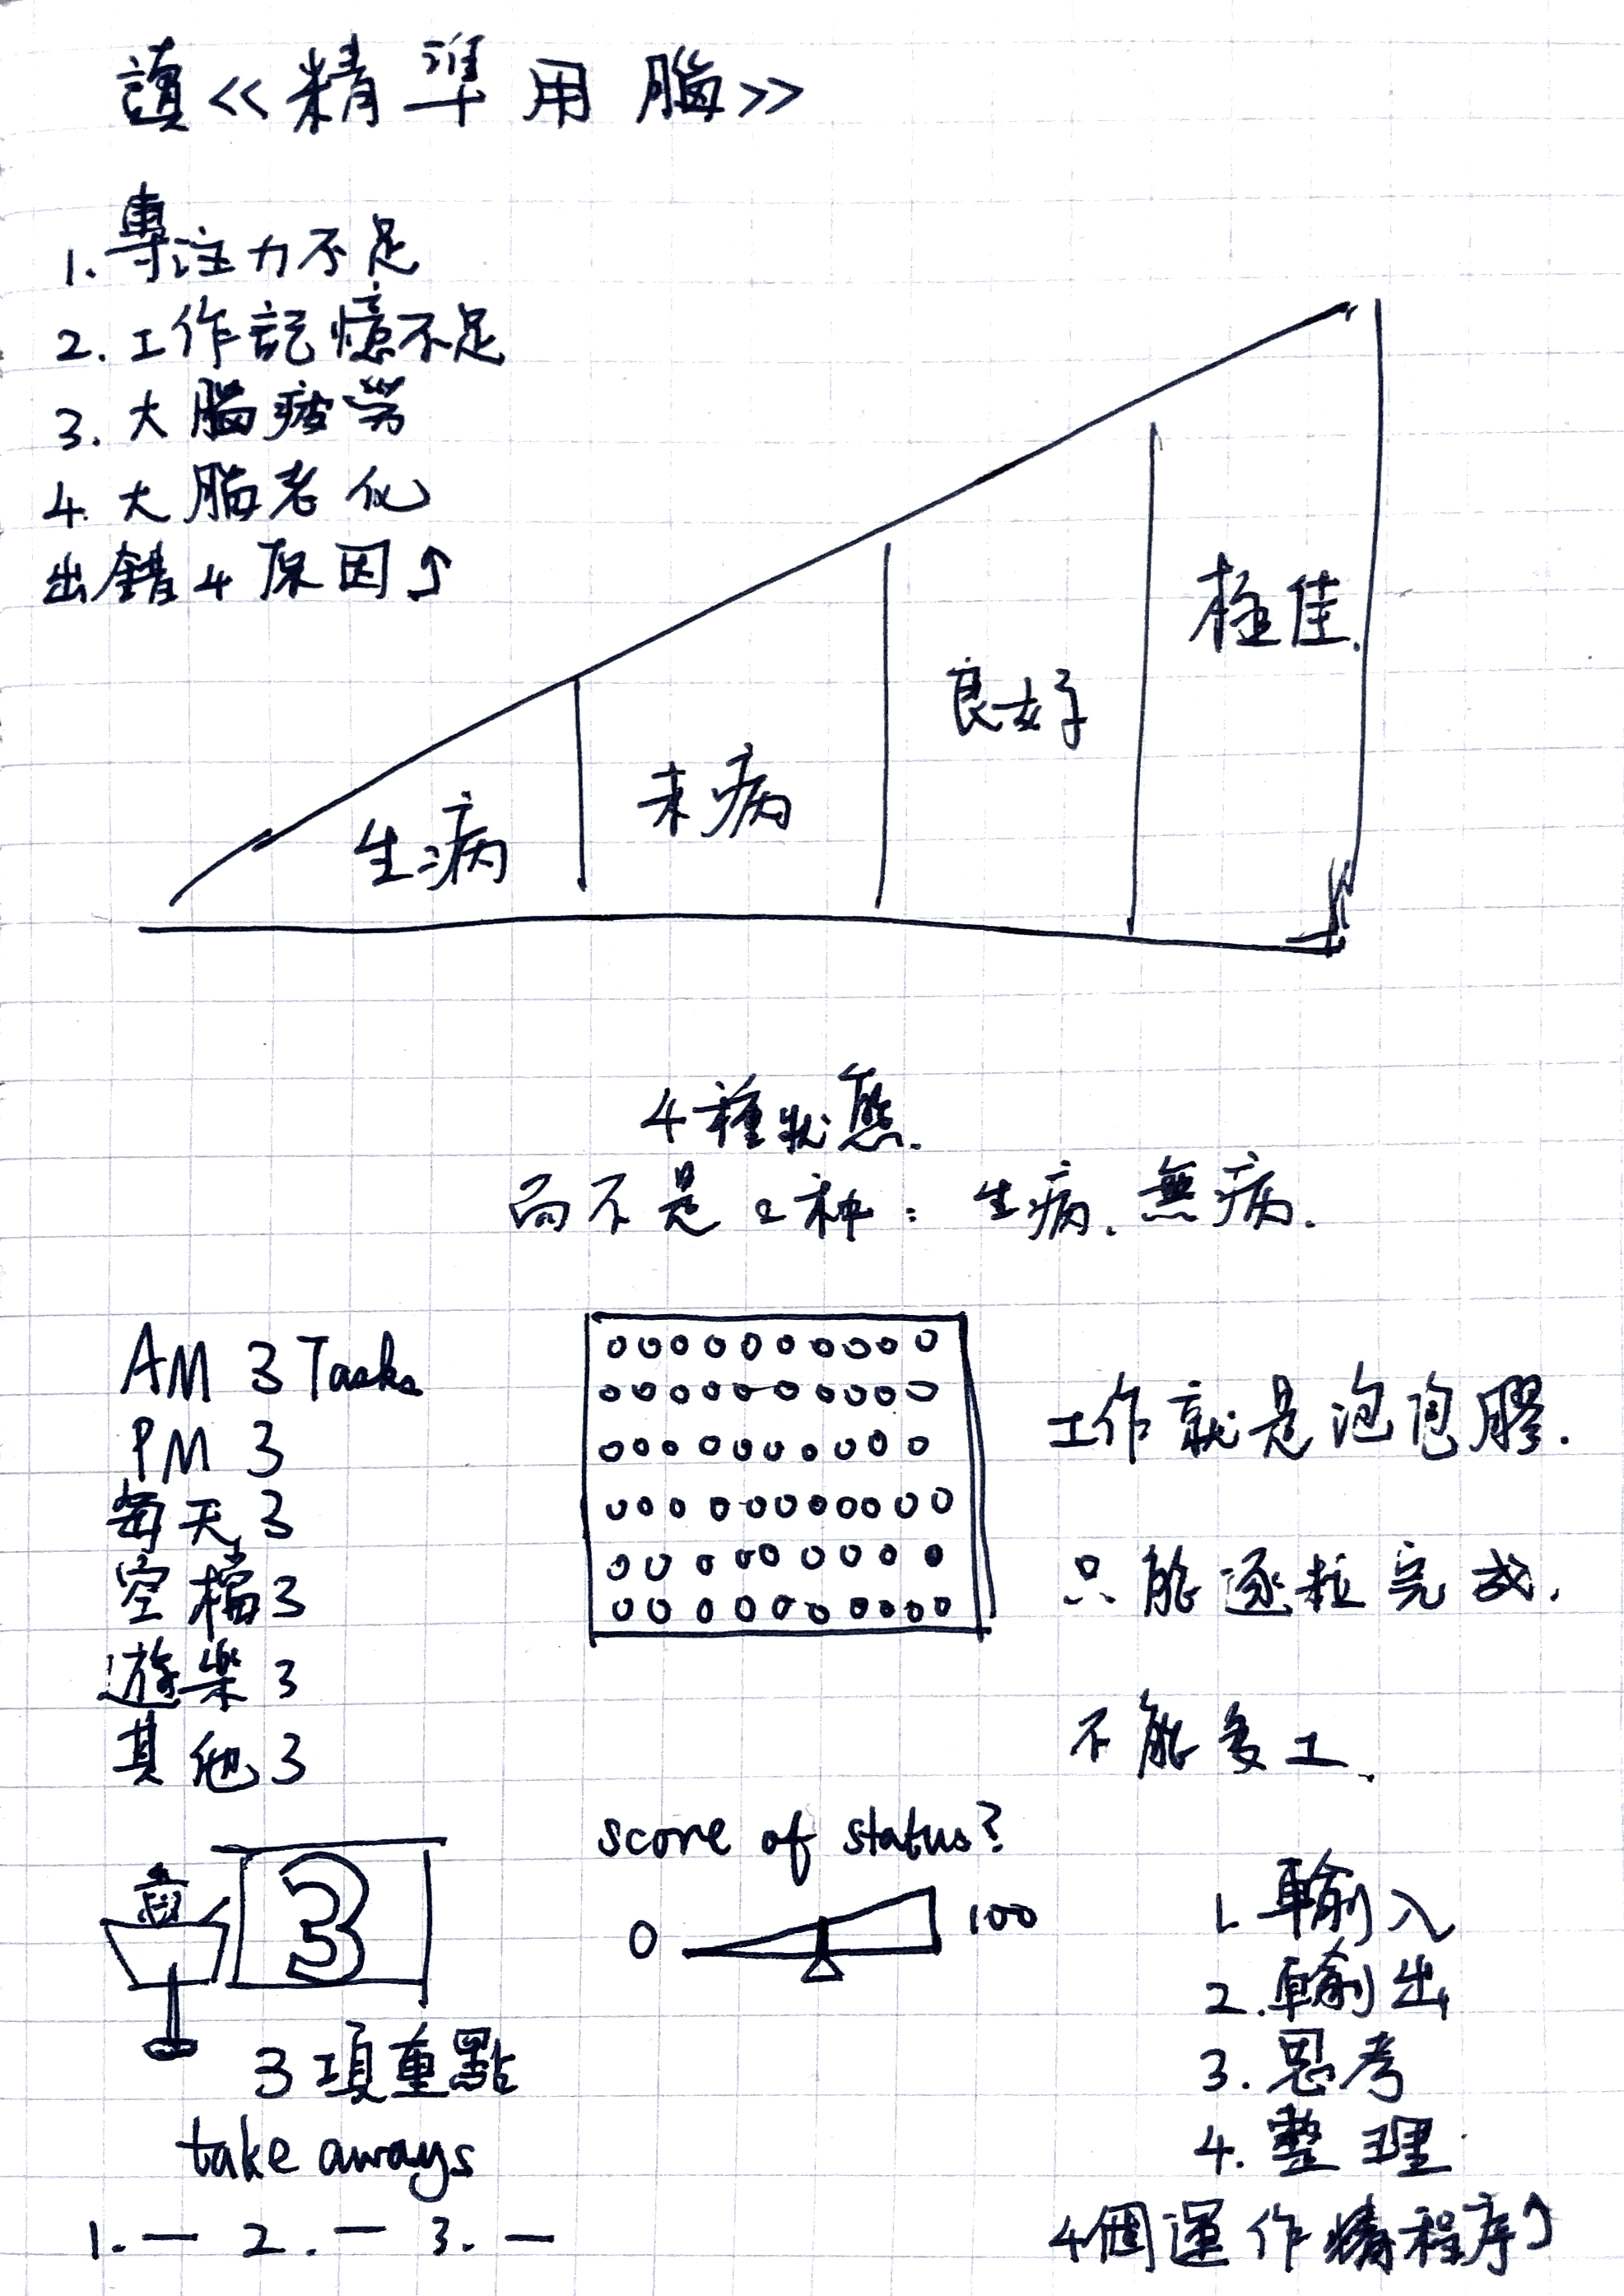 讀《精準用腦》
1. 專注力不足
2. 工作記憶不足
3. 大腦疲勞
4. 大腦老化
出錯4原因↑
生病
未病
良好
極佳.
4種狀態.
而不是2种：生病、無病.
AM 3 Tasks
PM 3
每天3
空檔3
遊樂3
其他3
工作就是泡泡膠.
只能逐粒完成.
不能多工、
3
3項重點
take aways
1. — 2. — 3. —
score of status?
0
100
1. 輸入
2. 輸出
3. 思考
4. 整理
4個運作 程序↑